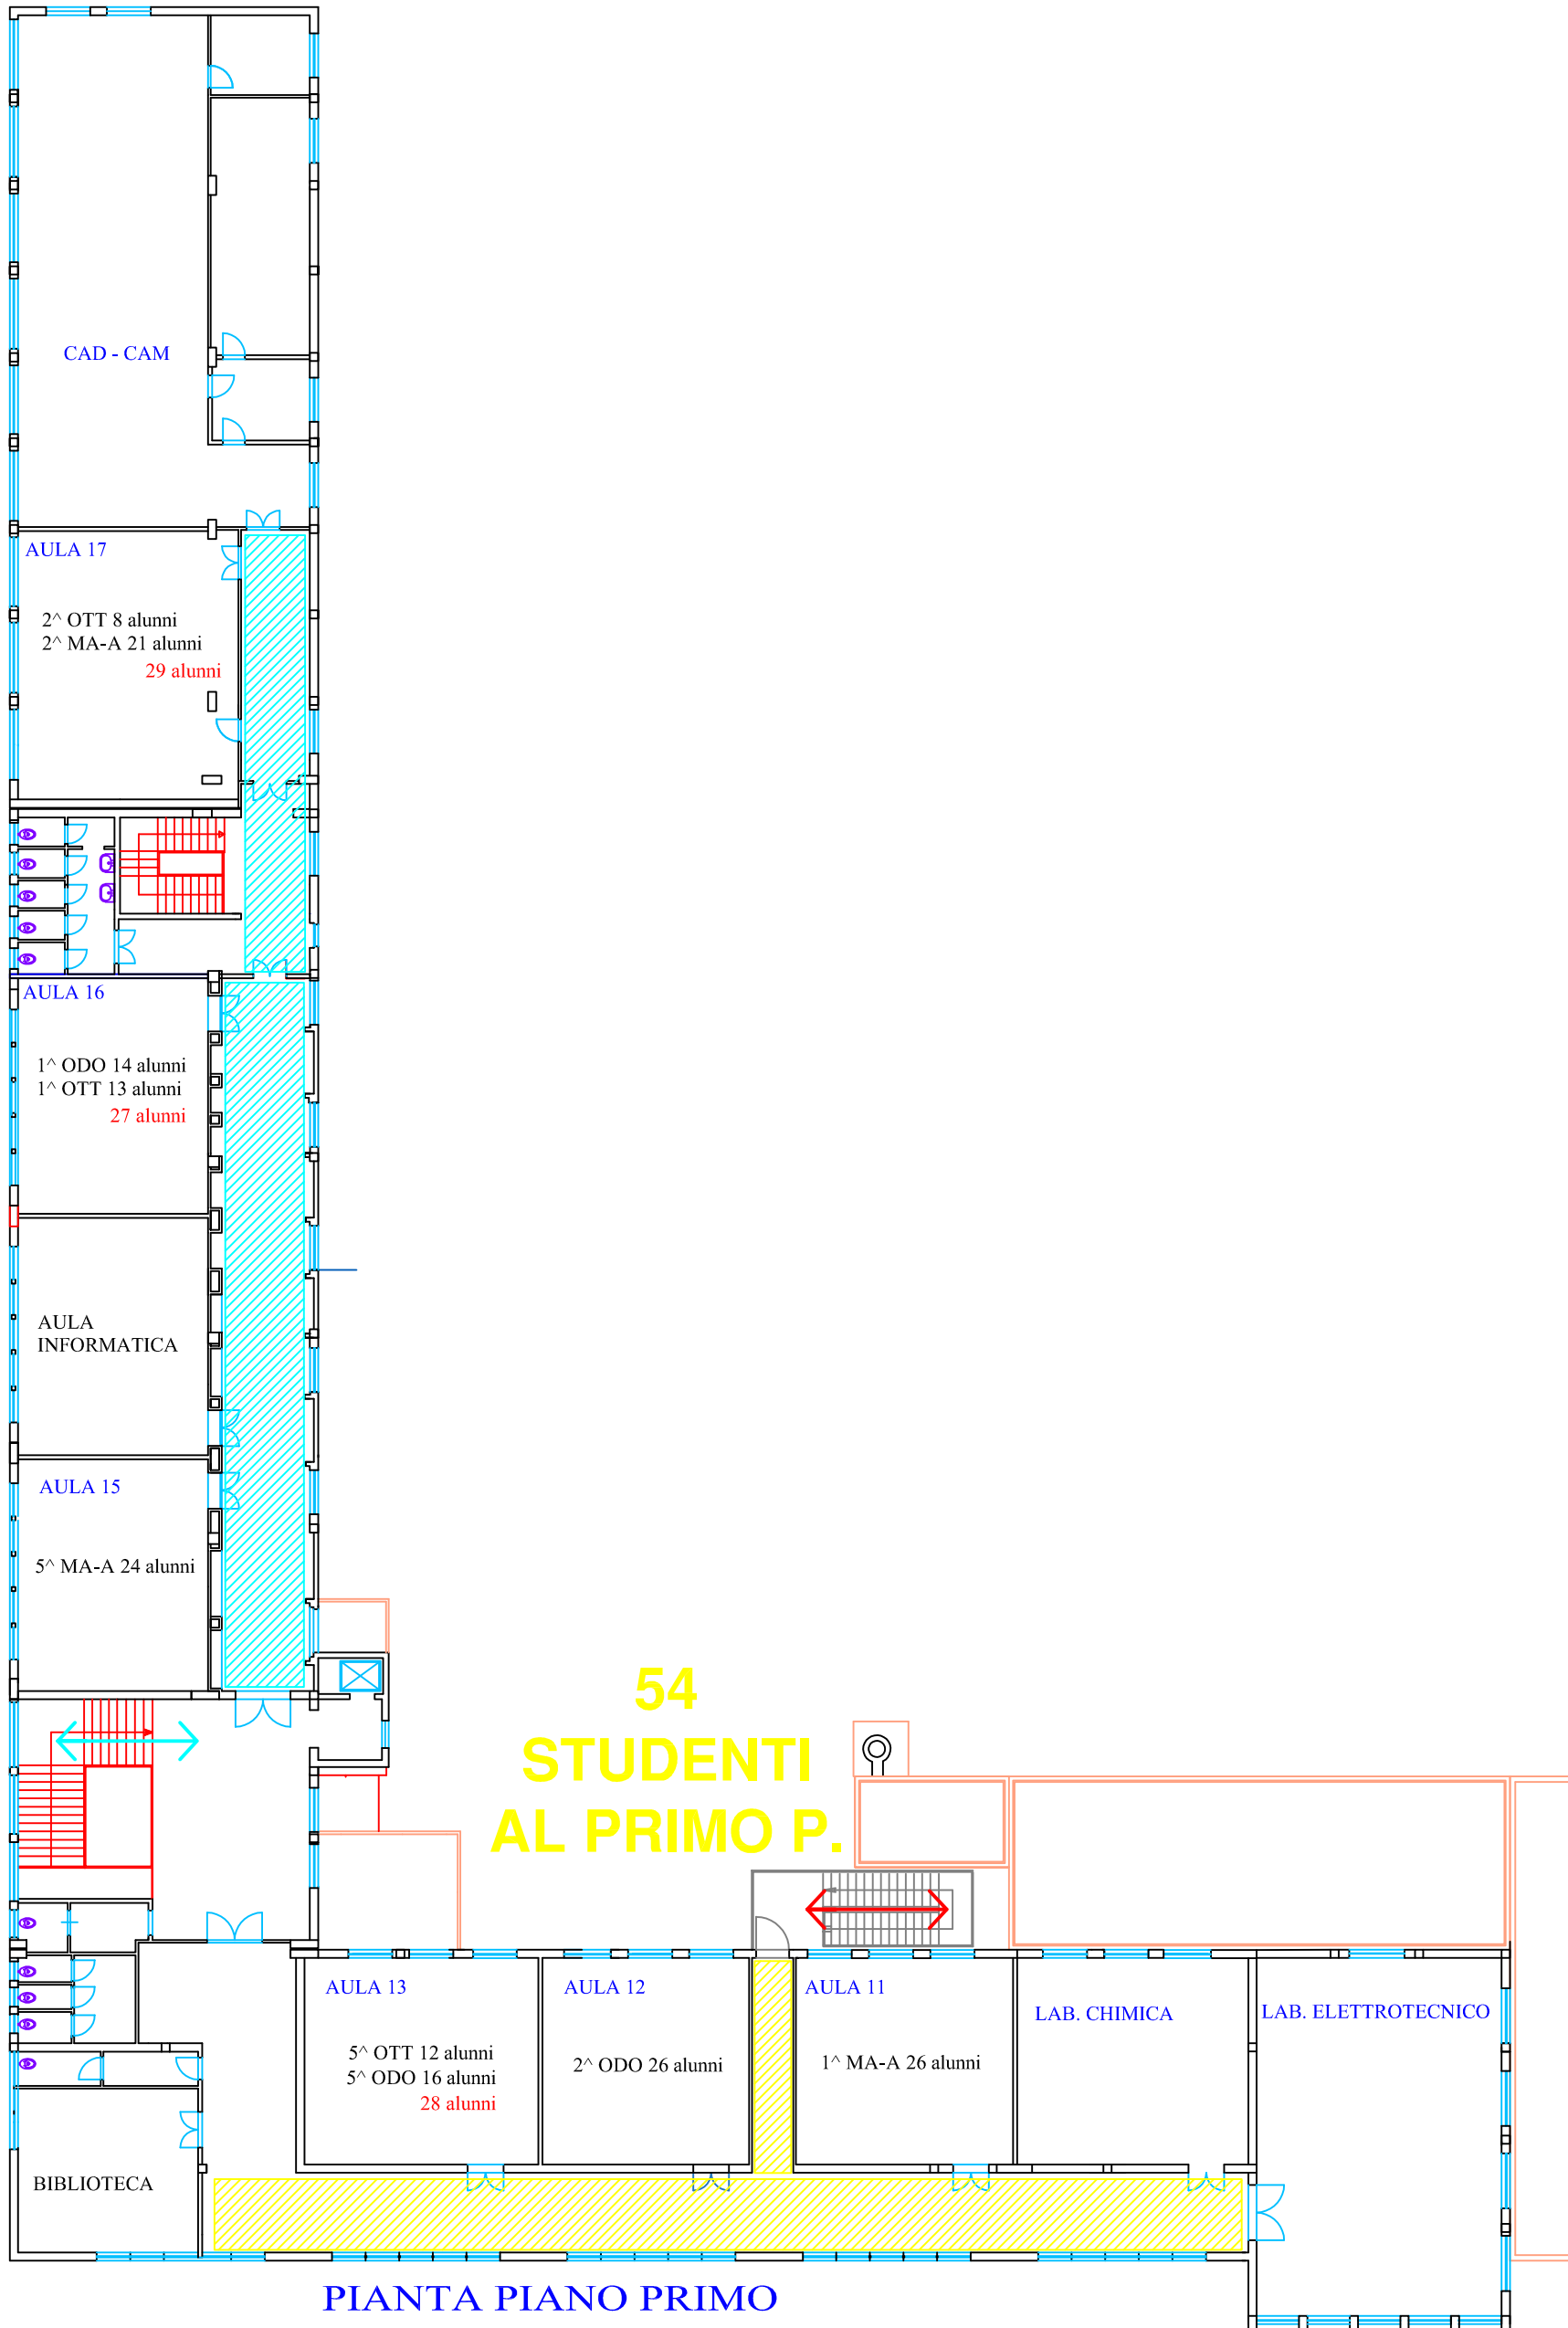 CAD - CAM
AULA 17
2^ OTT 8 alunni
2^ MA-A 21 alunni
29 alunni
AULA 16
1^ ODO 14 alunni
1^ OTT 13 alunni
27 alunni
AULA
INFORMATICA
AULA 15
5^ MA-A 24 alunni
54
STUDENTI
AL PRIMO P.
AULA 13
5^ OTT 12 alunni
5^ ODO 16 alunni
28 alunni
AULA 12
2^ ODO 26 alunni
AULA 11
1^ MA-A 26 alunni
LAB. CHIMICA
LAB. ELETTROTECNICO
BIBLIOTECA
PIANTA PIANO PRIMO